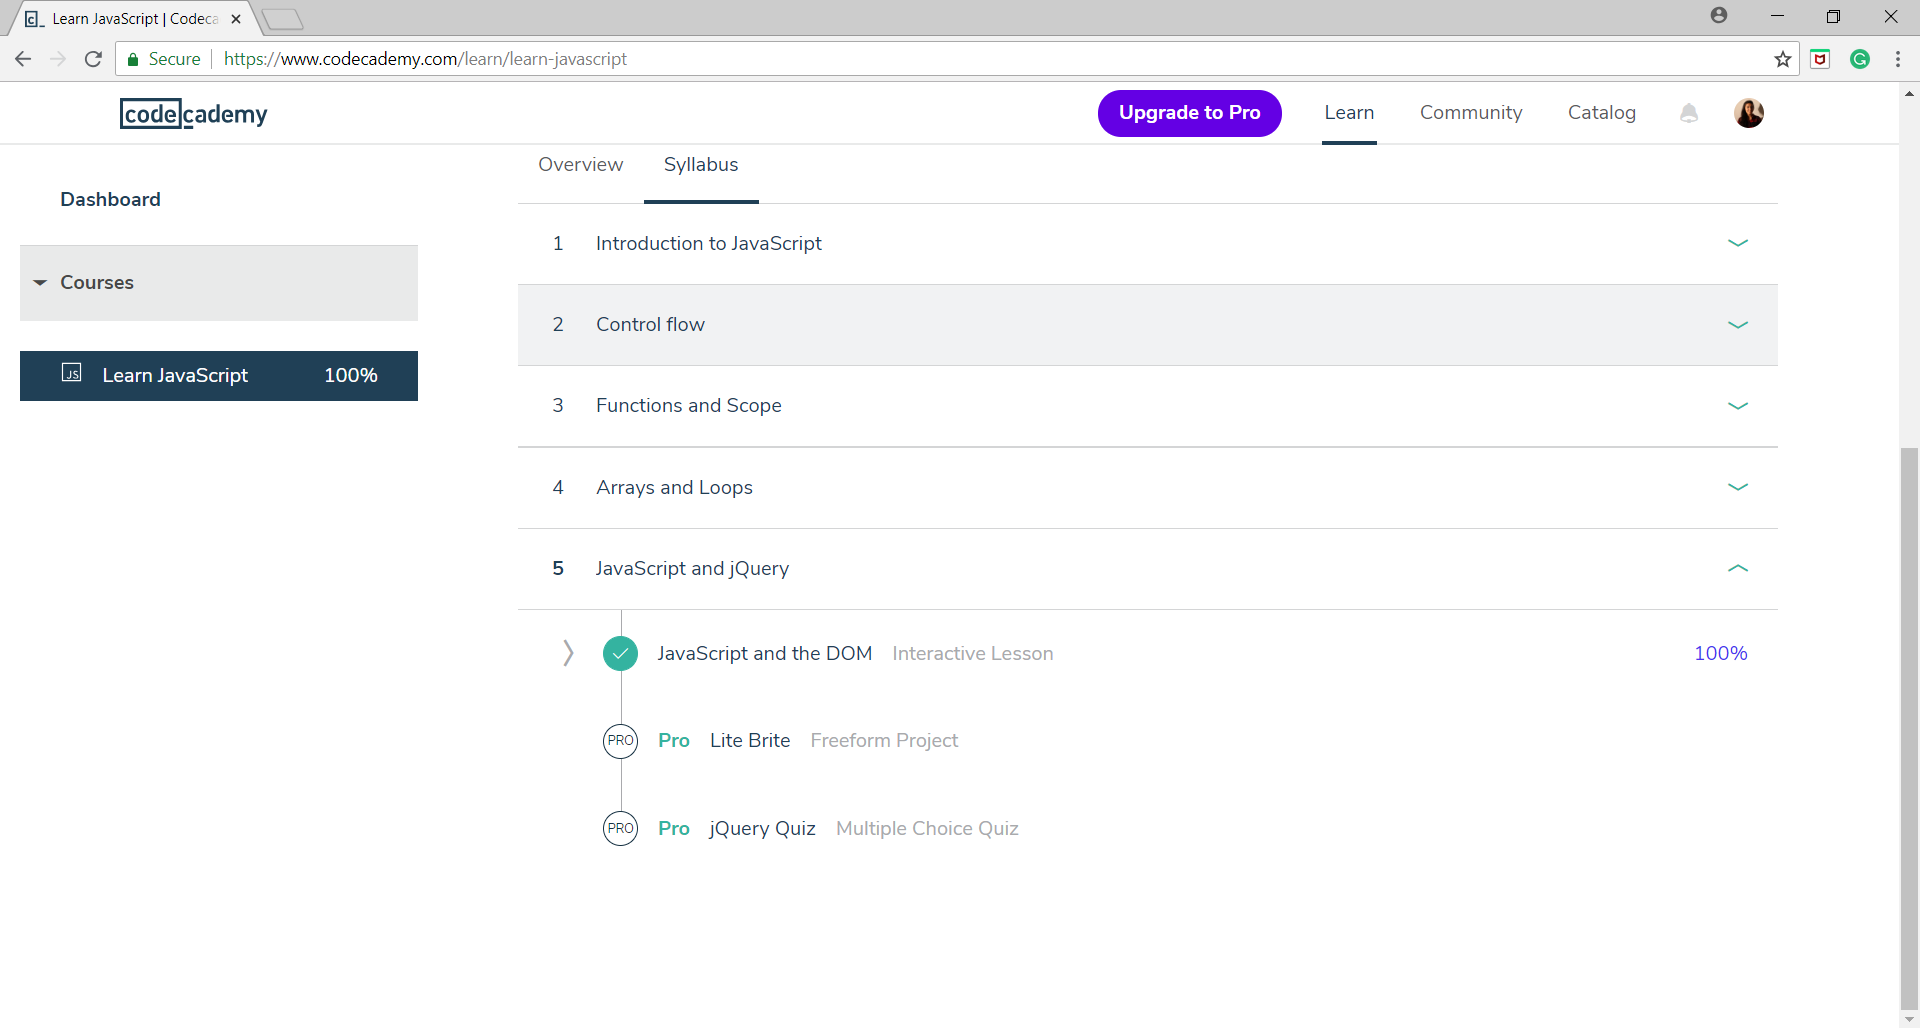 Learn JavaScript | Codeca
Secure https://www.codecademy.com/learn/learn-javascript
codecademy
Upgrade to Pro Learn Community Catalog
Overview Syllabus
Dashboard
Courses
JS Learn JavaScript 100%
1 Introduction to JavaScript
2 Control flow
3 Functions and Scope
4 Arrays and Loops
5 JavaScript and jQuery
JavaScript and the DOM Interactive Lesson 100%
PRO Pro Lite Brite Freeform Project
PRO Pro jQuery Quiz Multiple Choice Quiz